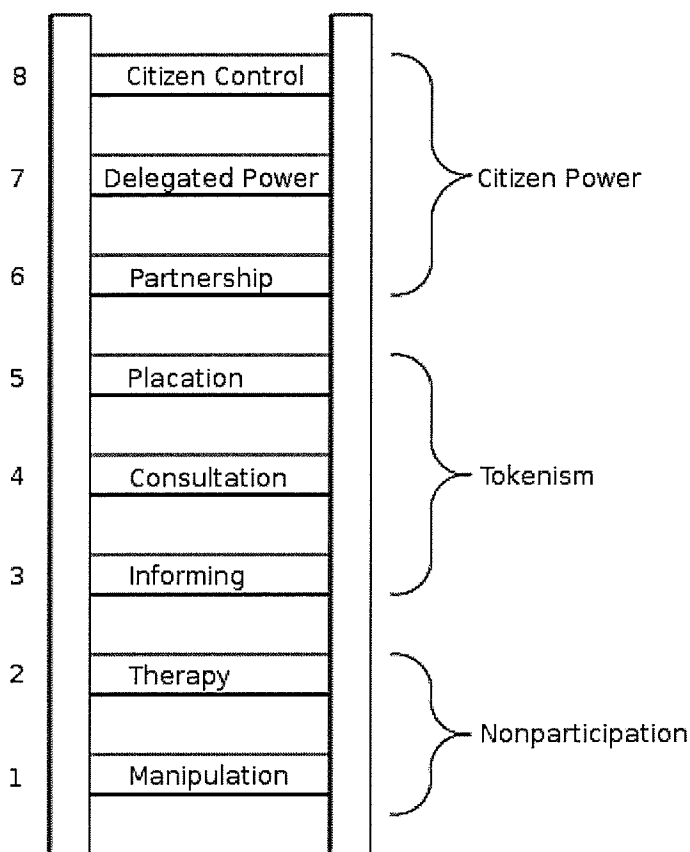 8 Citizen Control
7 Delegated Power
Citizen Power
6 Partnership
5 Placation
4 Consultation
Tokenism
3 Informing
2 Therapy
Nonparticipation
1 Manipulation